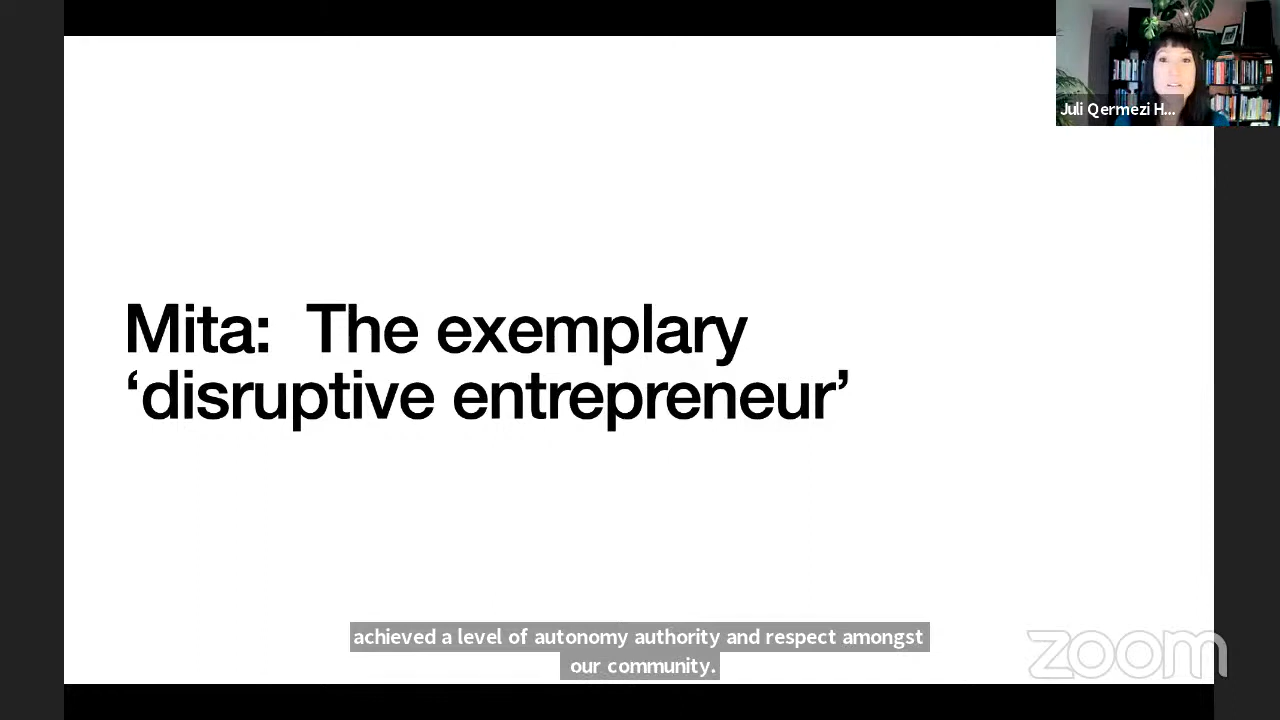 Juli Qermezi H...
Mita:  The exemplary
‘disruptive entrepreneur’
achieved a level of autonomy authority and respect amongst
our community.
zoom